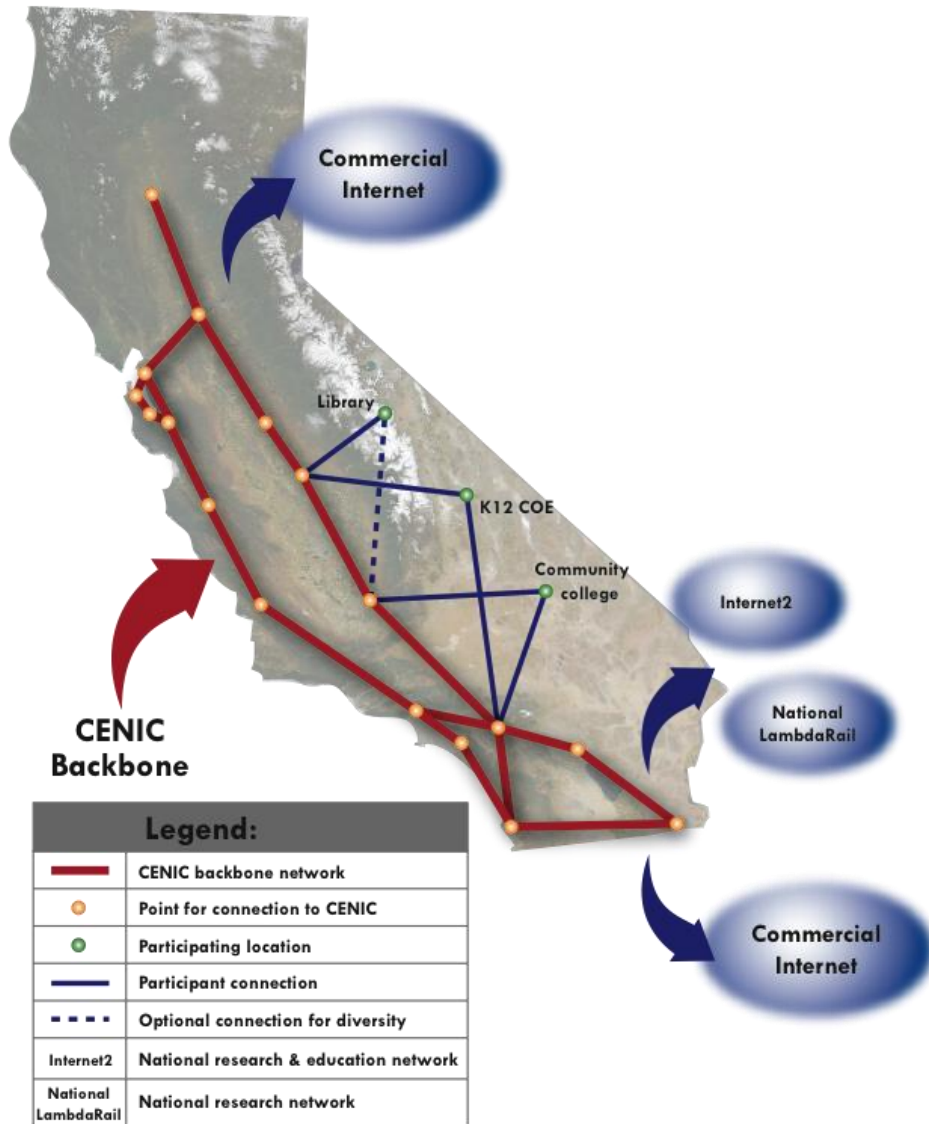 Commercial
Internet
Library
K12 COE
Community
college
Internet2
National
LambdaRail
CENIC
Backbone
Commercial
Internet
Legend:
CENIC backbone network
Point for connection to CENIC
Participating location
Participant connection
Optional connection for diversity
Internet2 National research & education network
National
LambdaRail National research network